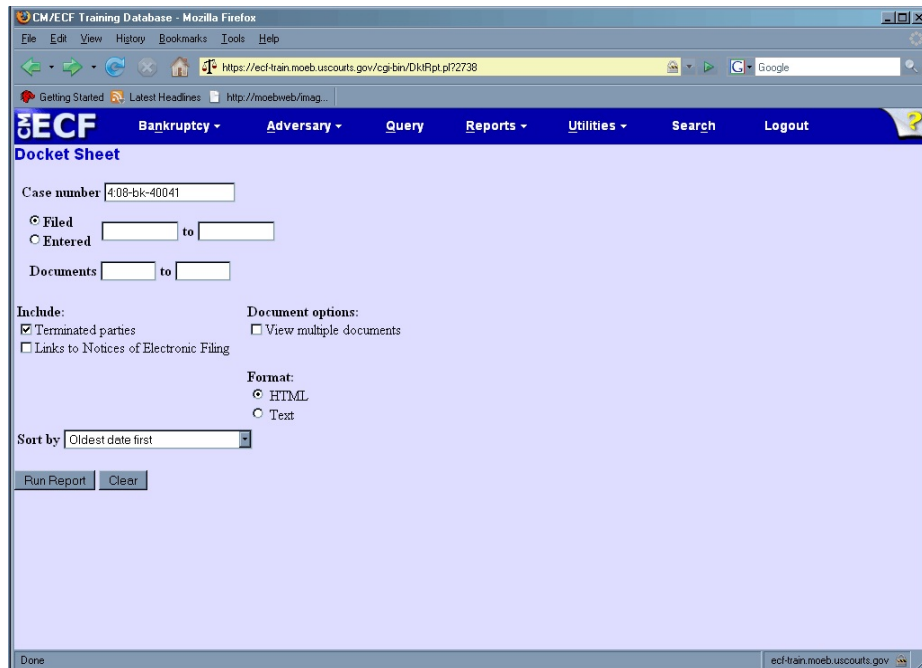 CM/ECF Training Database - Mozilla Firefox
File Edit View History Bookmarks Tools Help
https://ecf-train.moeb.uscourts.gov/cgi-bin/DktRpt.pl?2738 G Google
Getting Started Latest Headlines http://moebweb/imag...
CM ECF Bankruptcy Adversary Query Reports Utilities Search Logout ?
Docket Sheet
Case number 4:08-bk-40041
Filed
Entered
to
Documents to
Include: Document options:
Terminated parties View multiple documents
Links to Notices of Electronic Filing
Format:
HTML
Text
Sort by Oldest date first
Run Report Clear
Done ecf-train.moeb.uscourts.gov